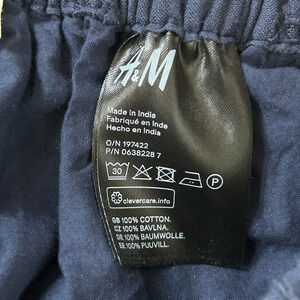 A&M
Made in India
Fabriqué en Inde
Hecho en India
O/N 197422
P/N 0638228 7
30
P
clevercare.info
GB 100% COTTON.
CZ 100% BAVLNA.
DE 100% BAUMWOLLE.
EE 100% PUUVILL.